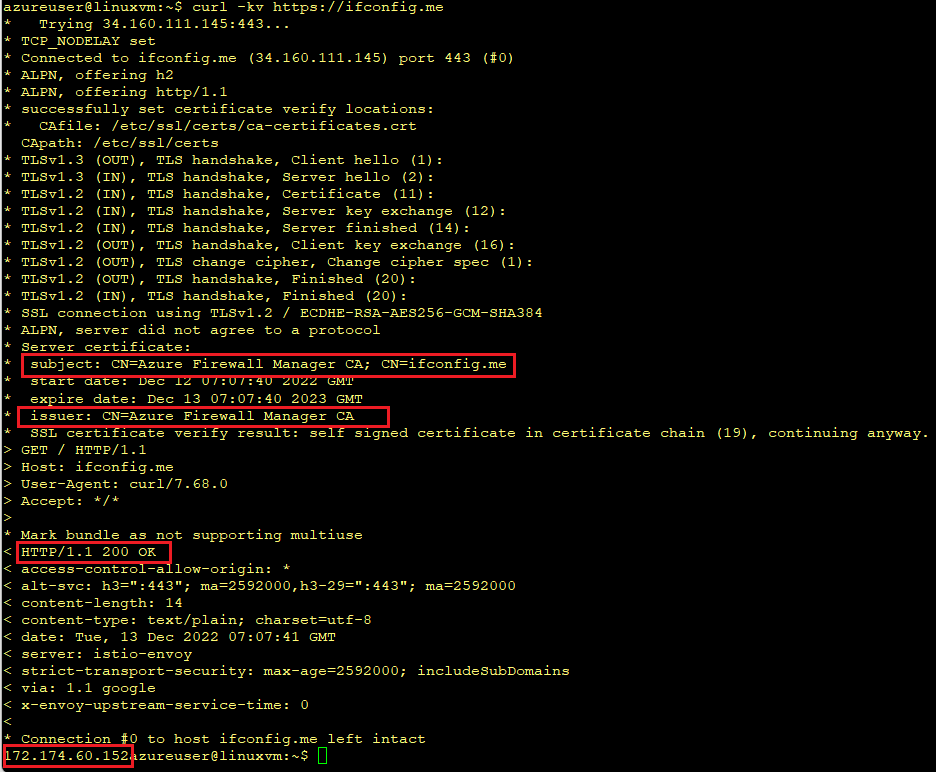 azureuser@linuxvm:~$ curl -kv https://ifconfig.me
*   Trying 34.160.111.145:443...
* TCP_NODELAY set
* Connected to ifconfig.me (34.160.111.145) port 443 (#0)
* ALPN, offering h2
* ALPN, offering http/1.1
* successfully set certificate verify locations:
*   CAfile: /etc/ssl/certs/ca-certificates.crt
  CApath: /etc/ssl/certs
* TLSv1.3 (OUT), TLS handshake, Client hello (1):
* TLSv1.3 (IN), TLS handshake, Server hello (2):
* TLSv1.2 (IN), TLS handshake, Certificate (11):
* TLSv1.2 (IN), TLS handshake, Server key exchange (12):
* TLSv1.2 (IN), TLS handshake, Server finished (14):
* TLSv1.2 (OUT), TLS handshake, Client key exchange (16):
* TLSv1.2 (OUT), TLS change cipher, Change cipher spec (1):
* TLSv1.2 (OUT), TLS handshake, Finished (20):
* TLSv1.2 (IN), TLS handshake, Finished (20):
* SSL connection using TLSv1.2 / ECDHE-RSA-AES256-GCM-SHA384
* ALPN, server did not agree to a protocol
* Server certificate:
*  subject: CN=Azure Firewall Manager CA; CN=ifconfig.me
*  start date: Dec 12 07:07:40 2022 GMT
*  expire date: Dec 13 07:07:40 2023 GMT
*  issuer: CN=Azure Firewall Manager CA
*  SSL certificate verify result: self signed certificate in certificate chain (19), continuing anyway.
> GET / HTTP/1.1
> Host: ifconfig.me
> User-Agent: curl/7.68.0
> Accept: */*
>
* Mark bundle as not supporting multiuse
< HTTP/1.1 200 OK
< access-control-allow-origin: *
< alt-svc: h3=":443"; ma=2592000,h3-29=":443"; ma=2592000
< content-length: 14
< content-type: text/plain; charset=utf-8
< date: Tue, 13 Dec 2022 07:07:41 GMT
< server: istio-envoy
< strict-transport-security: max-age=2592000; includeSubDomains
< via: 1.1 google
< x-envoy-upstream-service-time: 0
<
* Connection #0 to host ifconfig.me left intact
172.174.60.152azureuser@linuxvm:~$